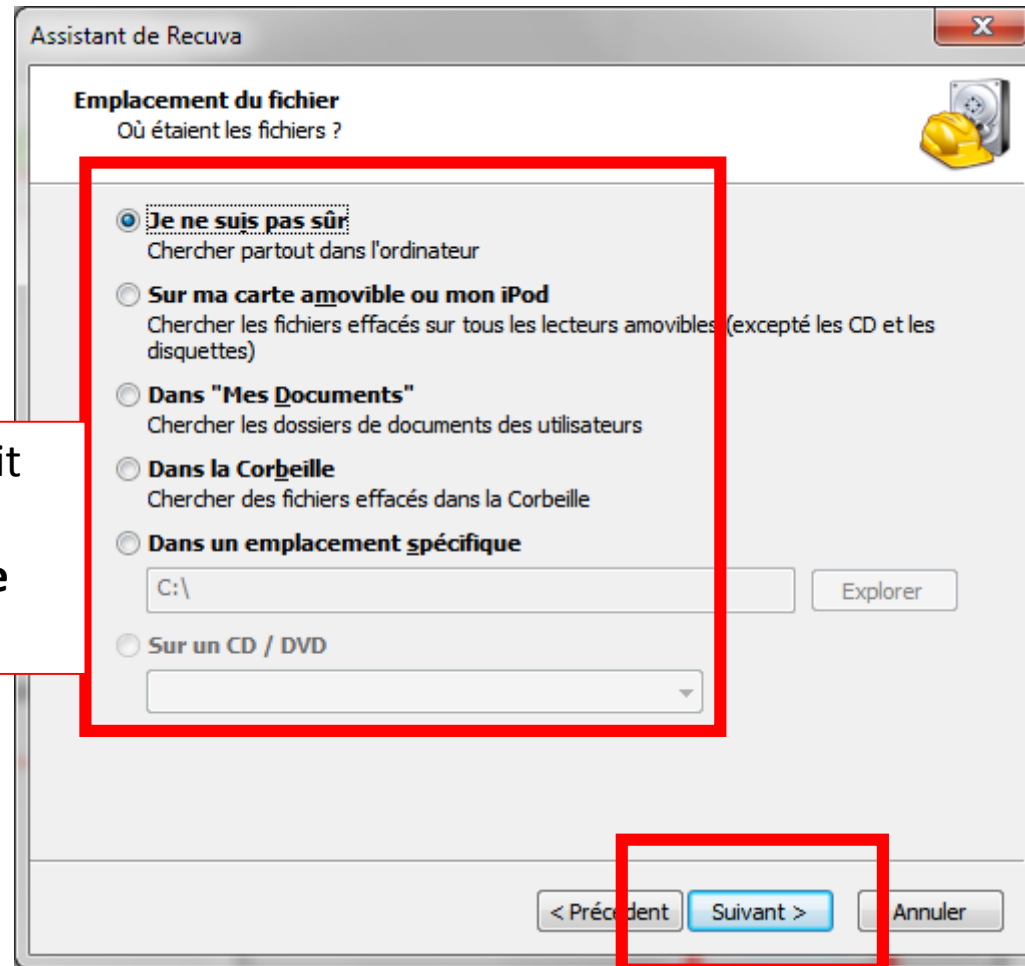 Assistant de Recuva
Emplacement du fichier
Où étaient les fichiers ?
Je ne suis pas sûr
Chercher partout dans l'ordinateur
Sur ma carte amovible ou mon iPod
Chercher les fichiers effacés sur tous les lecteurs amovibles (excepté les CD et les
disquettes)
Dans "Mes Documents"
Chercher les dossiers de documents des utilisateurs
it
Dans la Corbeille
Chercher des fichiers effacés dans la Corbeille
Dans un emplacement spécifique
e
C:\
Explorer
Sur un CD / DVD
< Précédent Suivant > Annuler